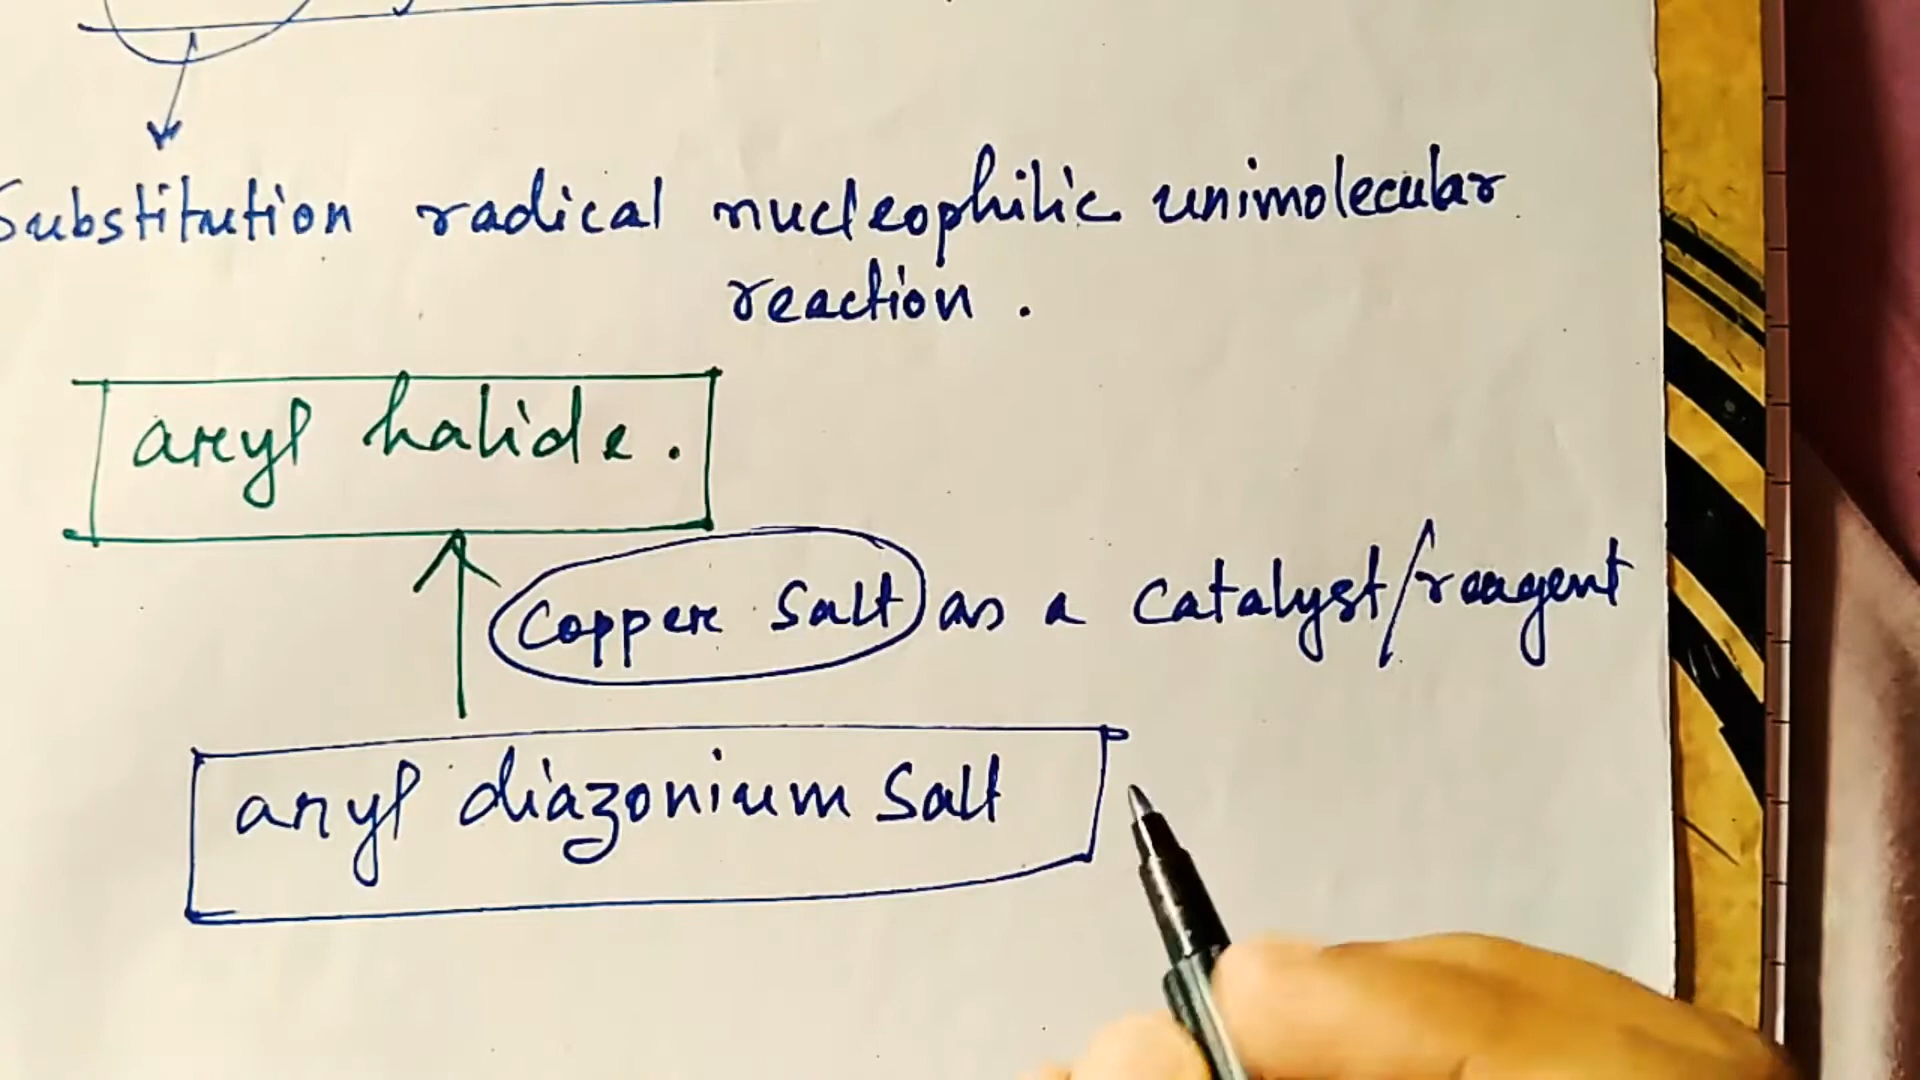 Substitution radical nucleophilic unimolecular
reaction.
aryl halide.
Copper Salt as a Catalyst/reagent
aryl diazonium Salt